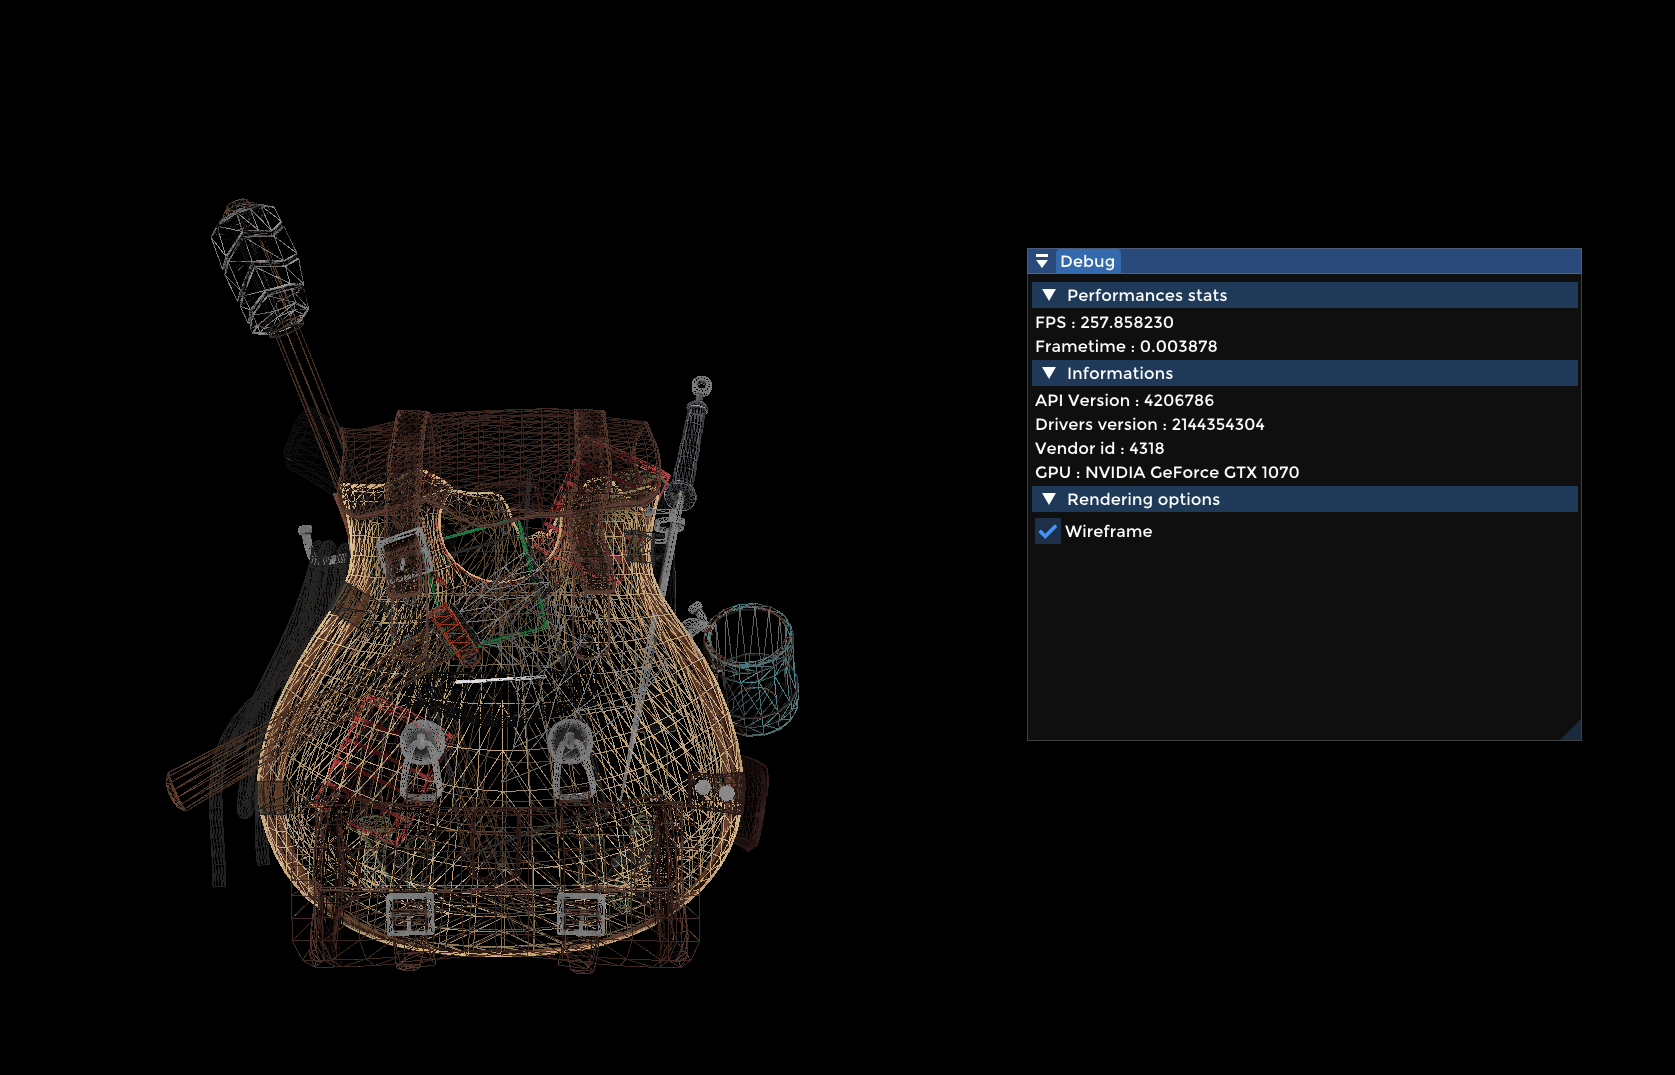 Debug
Performances stats
FPS : 257.858230
Frametime : 0.003878
Informations
API Version : 4206786
Drivers version : 2144354304
Vendor id : 4318
GPU : NVIDIA GeForce GTX 1070
Rendering options
Wireframe